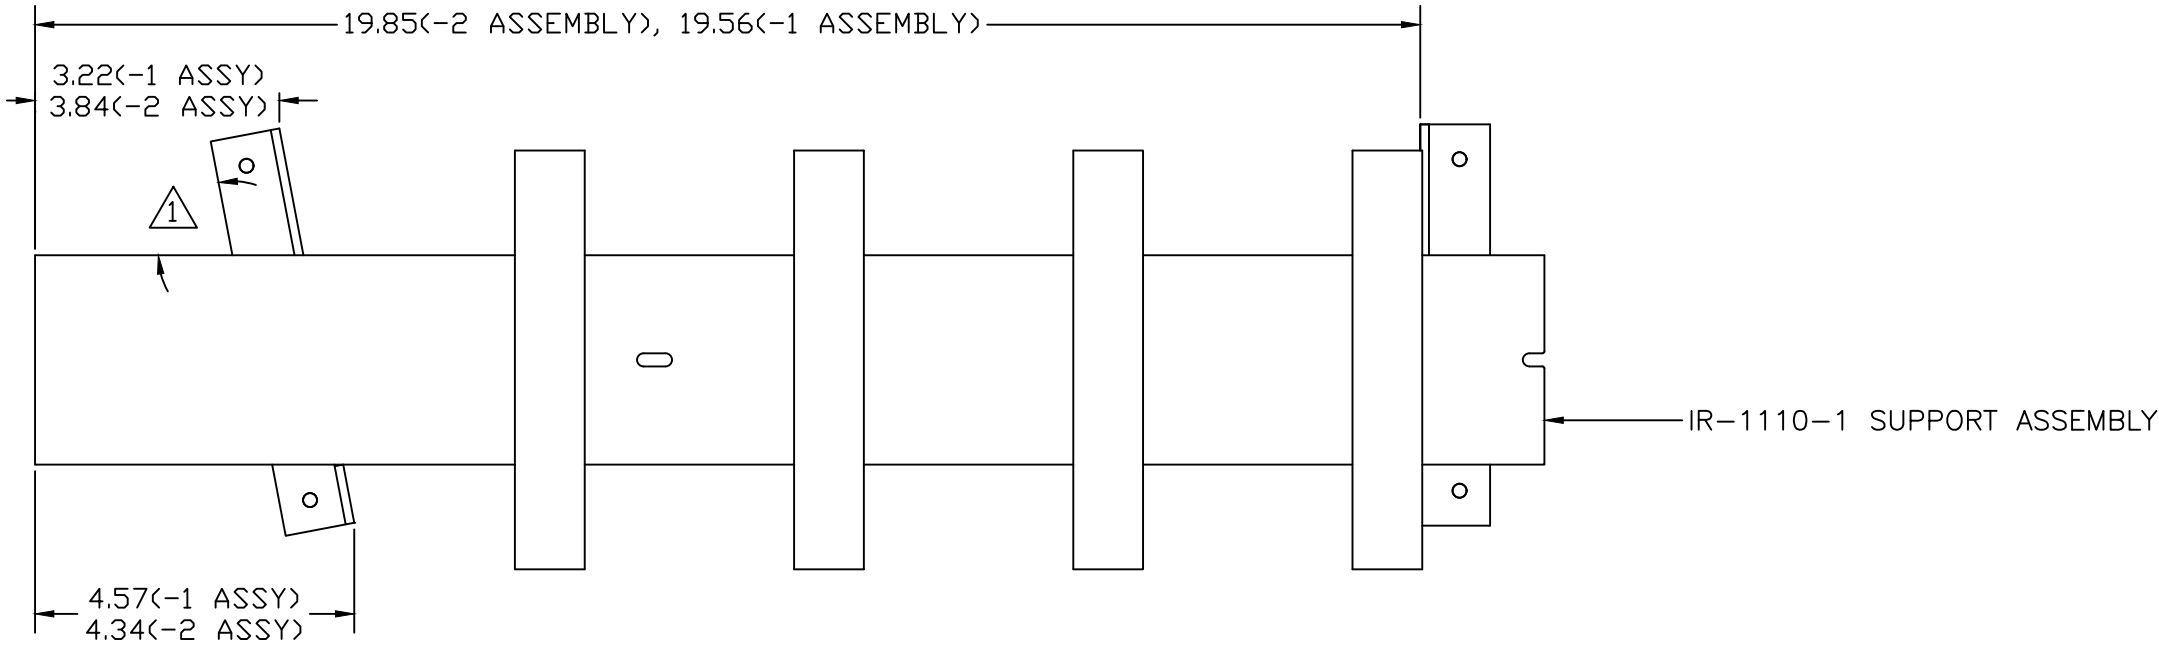 19.85(-2 ASSEMBLY), 19.56(-1 ASSEMBLY)
3.22(-1 ASSY)
3.84(-2 ASSY)
1
IR-1110-1 SUPPORT ASSEMBLY
4.57(-1 ASSY)
4.34(-2 ASSY)